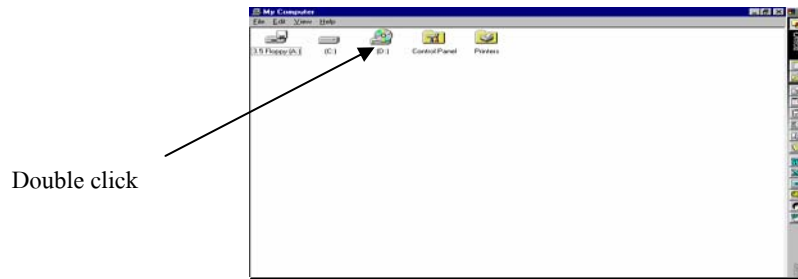 My Computer
File Edit View Help
3.5 Floppy (A:) (C:) (D:) Control Panel Printers
Double click